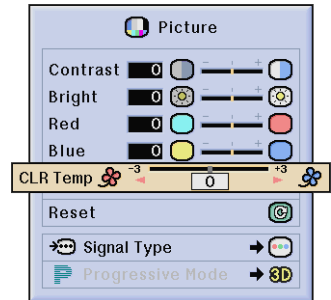 Picture
Contrast 0 - +
Bright 0 - +
Red 0 - +
Blue 0 - +
CLR Temp -3 0 +3
Reset
Signal Type
P Progressive Mode 3D